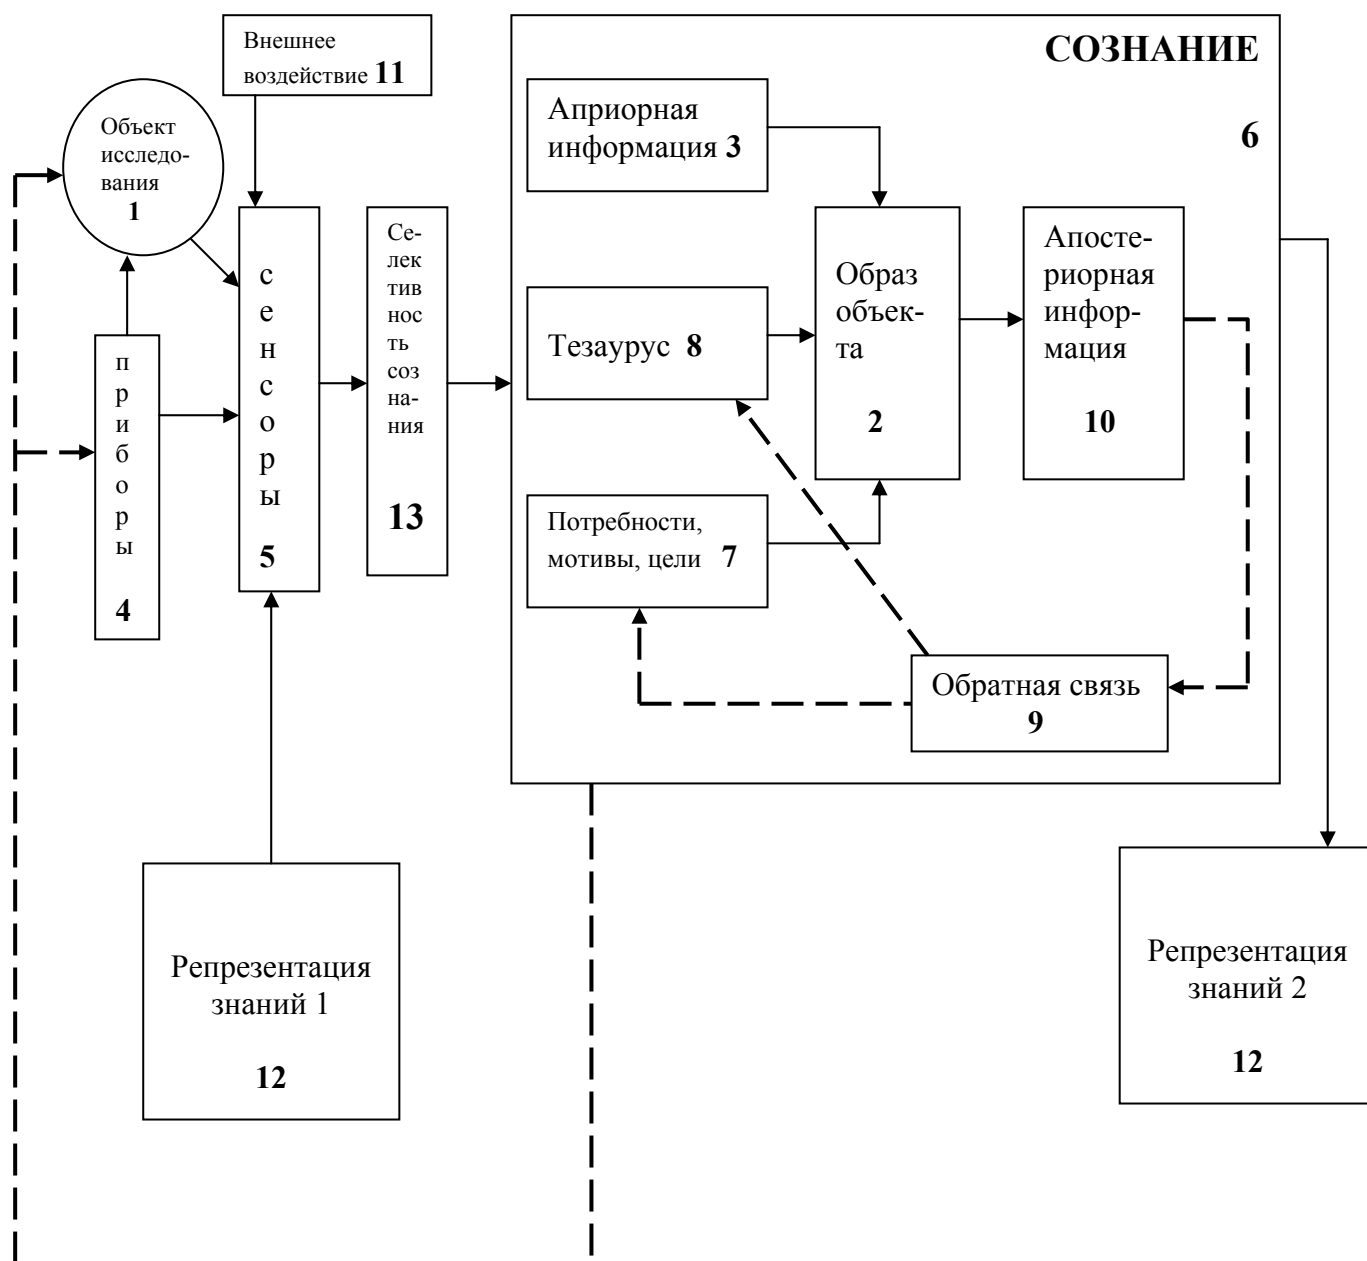 Внешнее
воздействие 11
СОЗНАНИЕ
6
Объект
исследо-
вания
1
Априорная
информация 3
с
е
н
с
о
р
ы
5
Се-
лек
тив
нос
ть
соз
на-
ния
13
п
р
и
б
о
р
ы
4
Тезаурус 8
Образ
объек-
та
2
Апосте-
риорная
инфор-
мация
10
Потребности,
мотивы, цели 7
Обратная связь
9
Репрезентация
знаний 1
12
Репрезентация
знаний 2
12